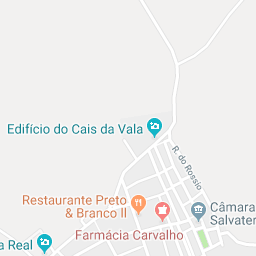 Edifício do Cais da Vala
R. do Rossio
Restaurante Preto
& Branco II
Câmara
Salvater
Farmácia Carvalho
a Real